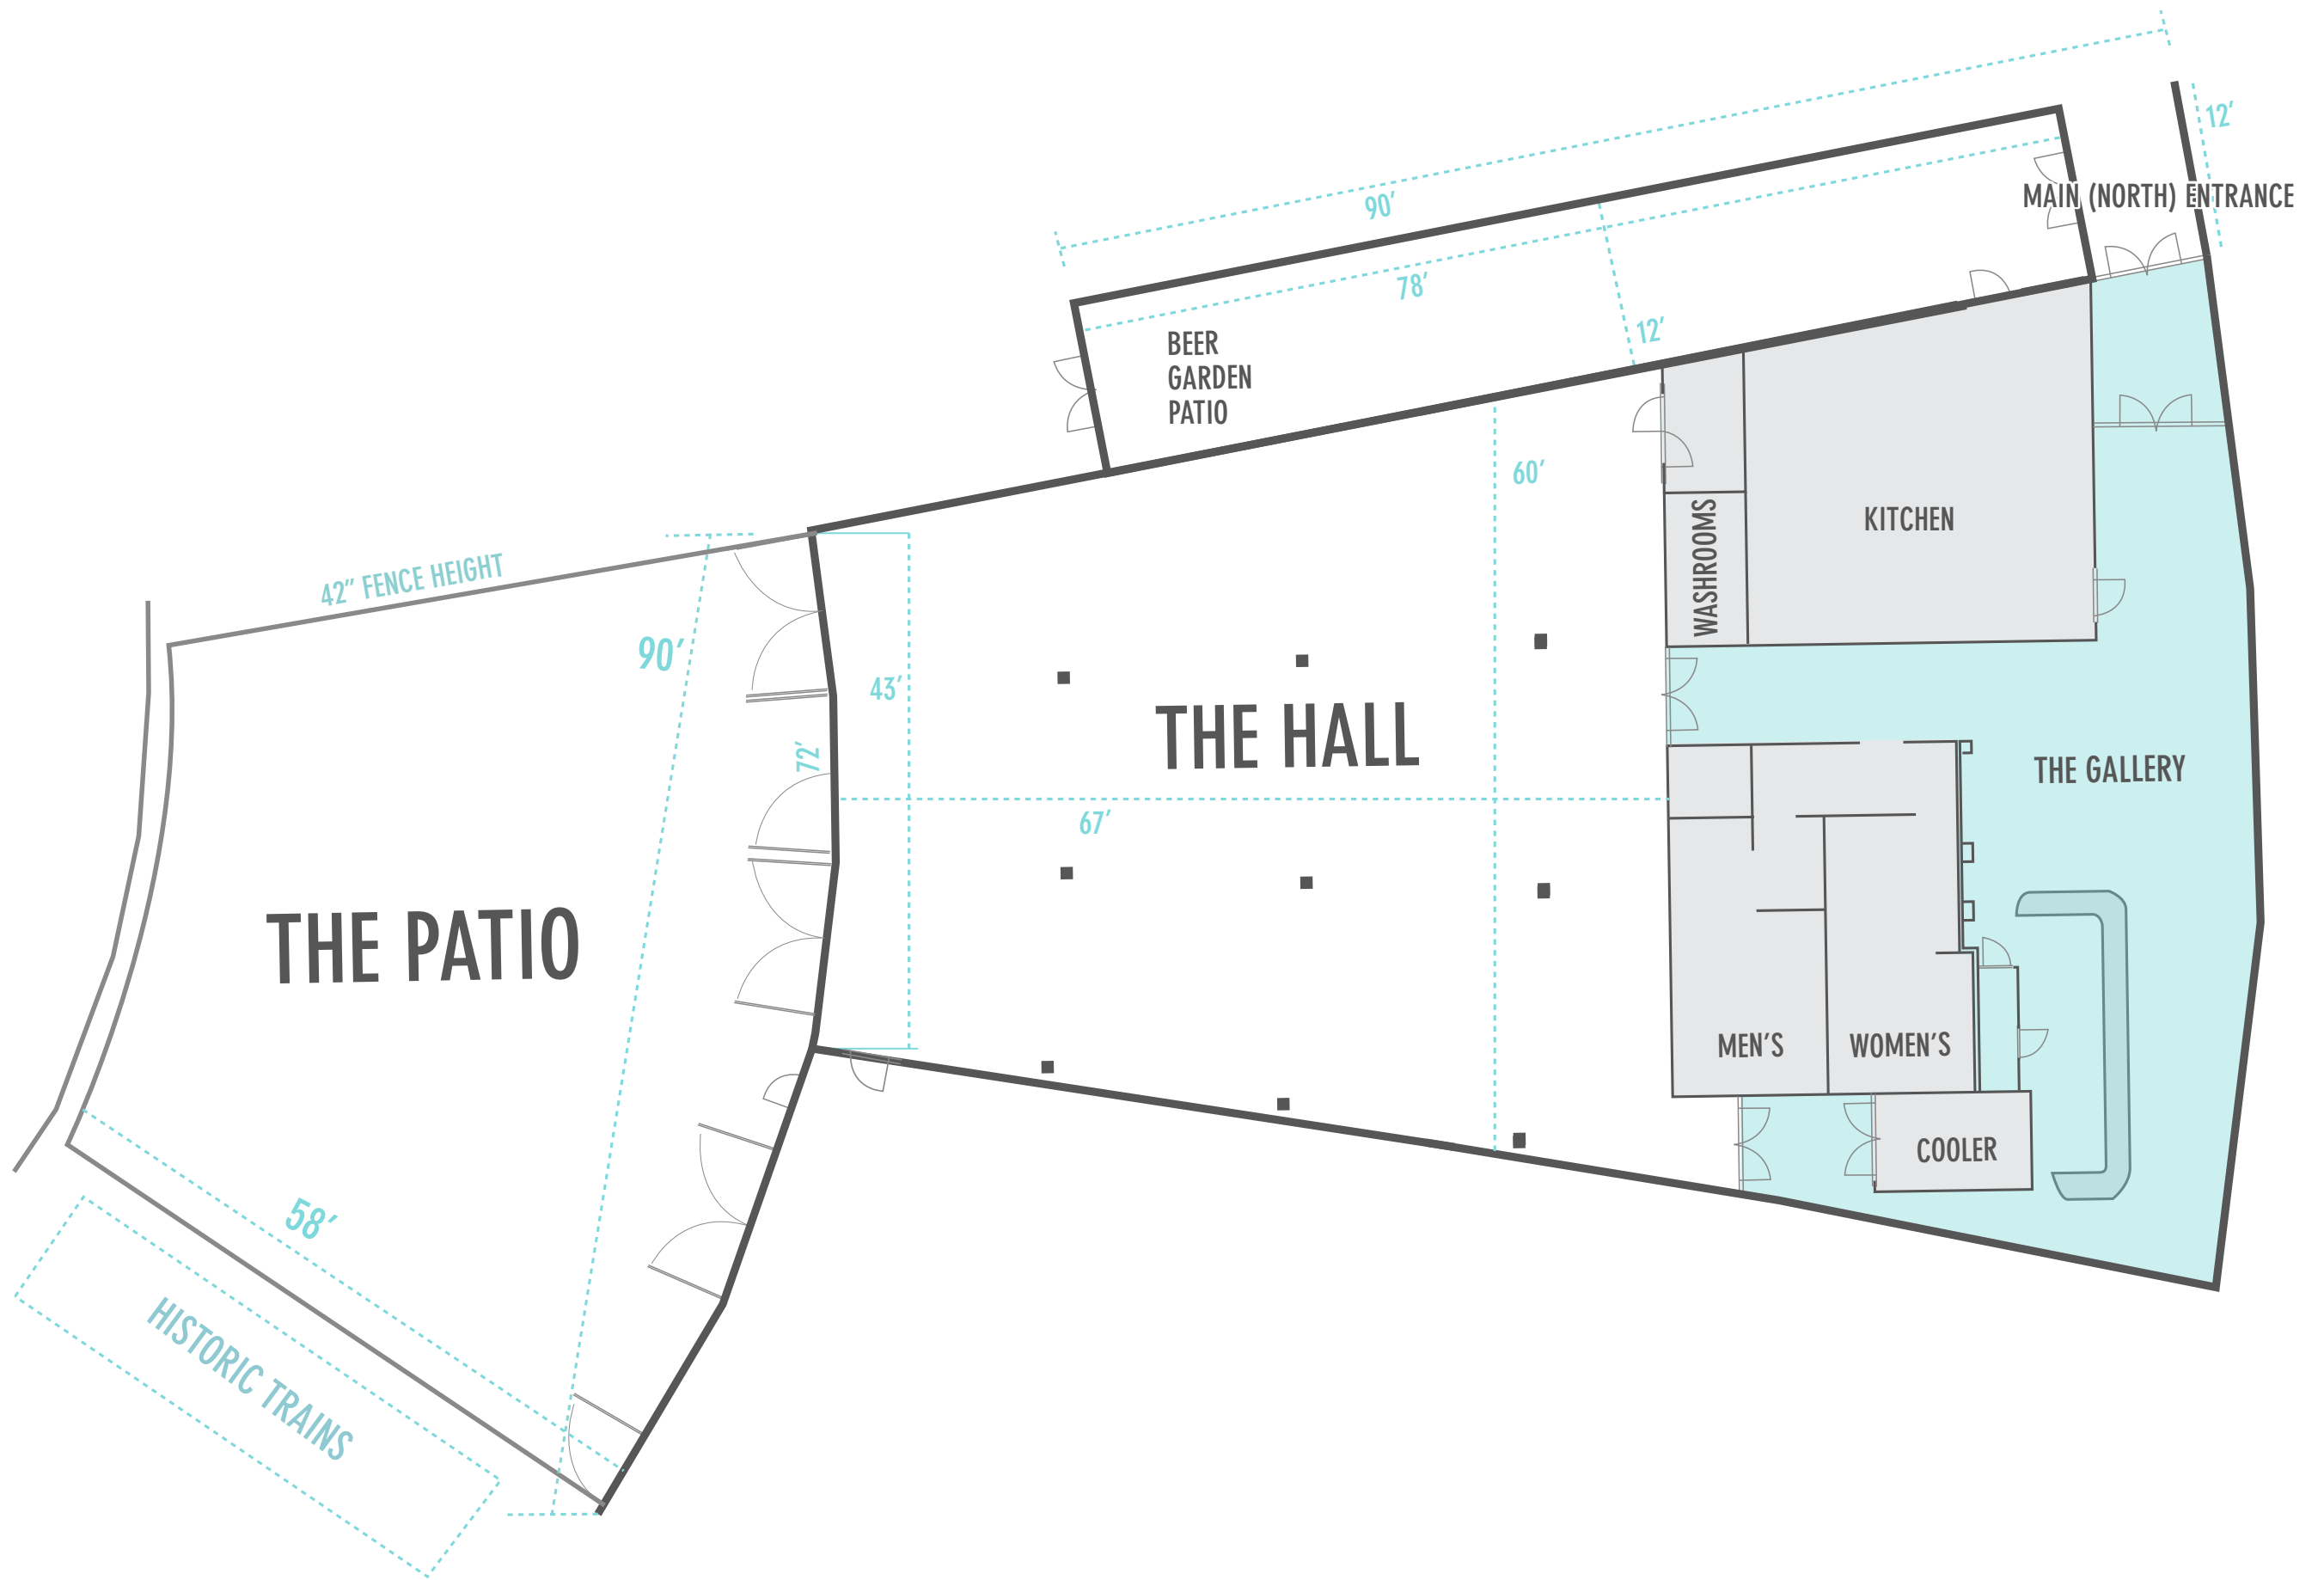 12′
90′
MAIN (NORTH) ENTRANCE
78′
12′
BEER
GARDEN
PATIO
60′
KITCHEN
WASHROOMS
42″ FENCE HEIGHT
90′
43′
72′
THE HALL
67′
THE GALLERY
THE PATIO
MEN'S
WOMEN'S
COOLER
58′
HISTORIC TRAINS